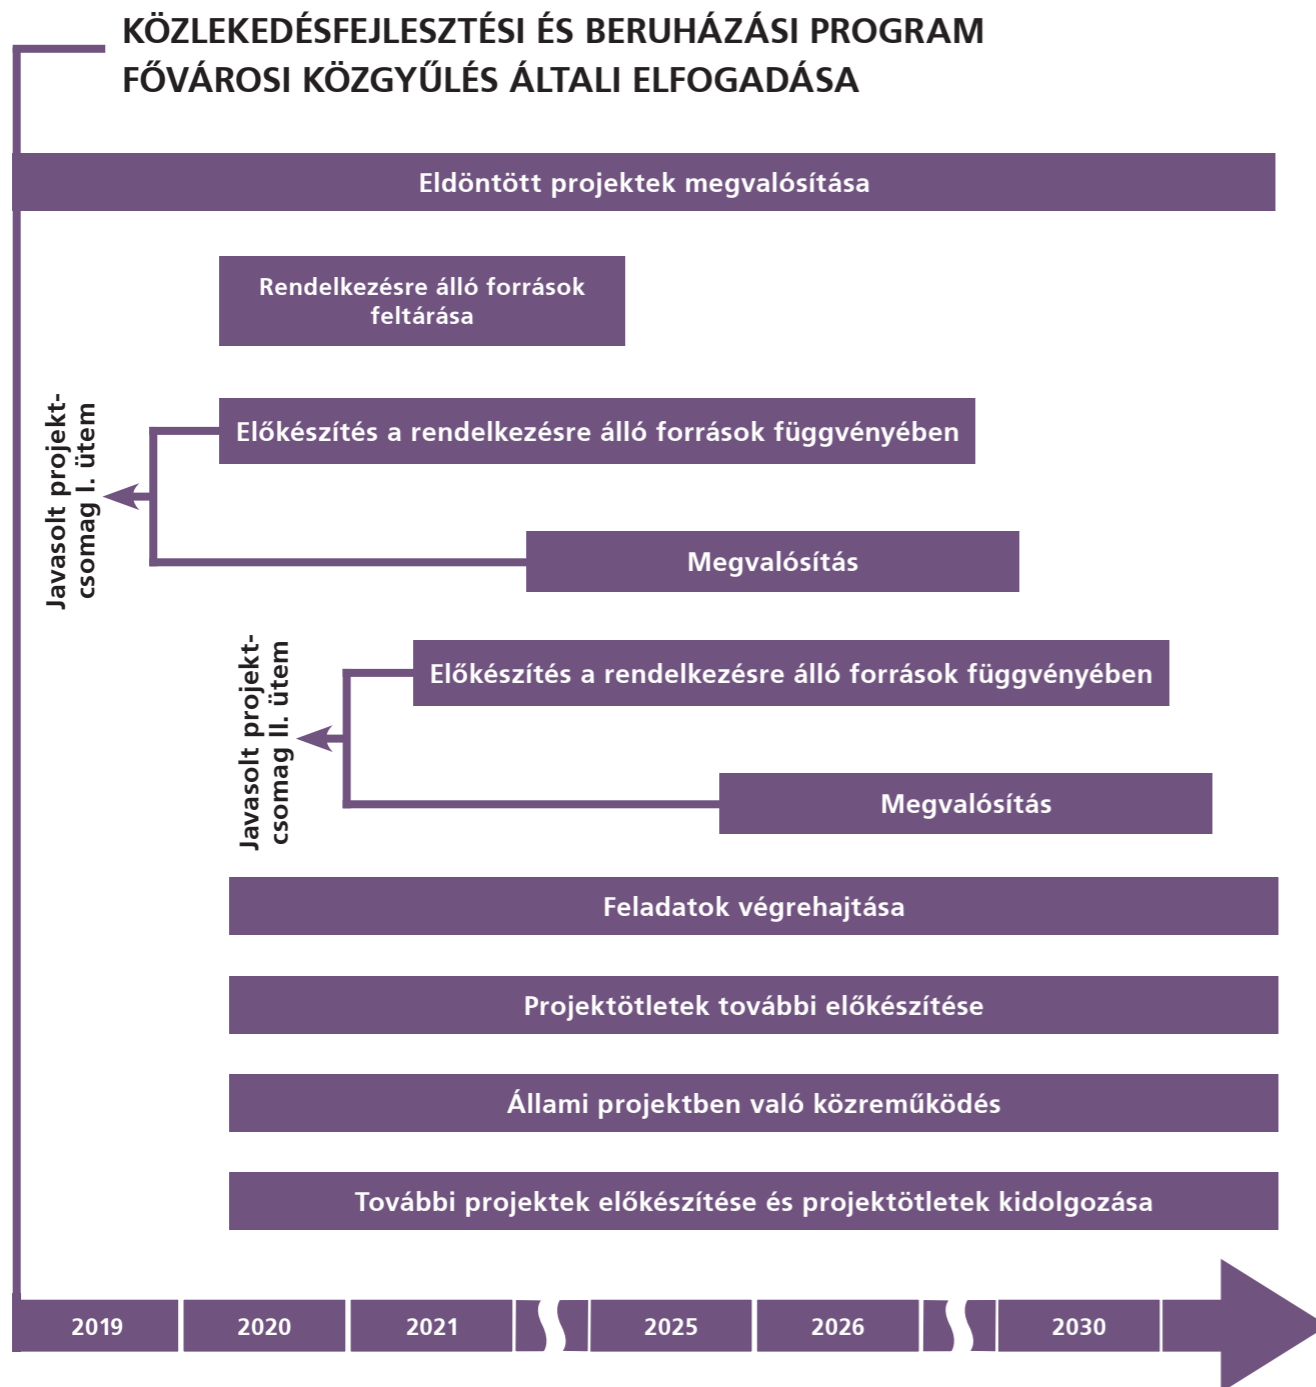 KÖZLEKEDÉSFEJLESZTÉSI ÉS BERUHÁZÁSI PROGRAM
FŐVÁROSI KÖZGYŰLÉS ÁLTALI ELFOGADÁSA
Eldöntött projektek megvalósítása
Rendelkezésre álló források
feltárása
Javasolt projekt-
csomag I. ütem
Előkészítés a rendelkezésre álló források függvényében
Megvalósítás
Javasolt projekt-
csomag II. ütem
Előkészítés a rendelkezésre álló források függvényében
Megvalósítás
Feladatok végrehajtása
Projektötletek további előkészítése
Állami projektben való közreműködés
További projektek előkészítése és projektötletek kidolgozása
2019 2020 2021 2025 2026 2030